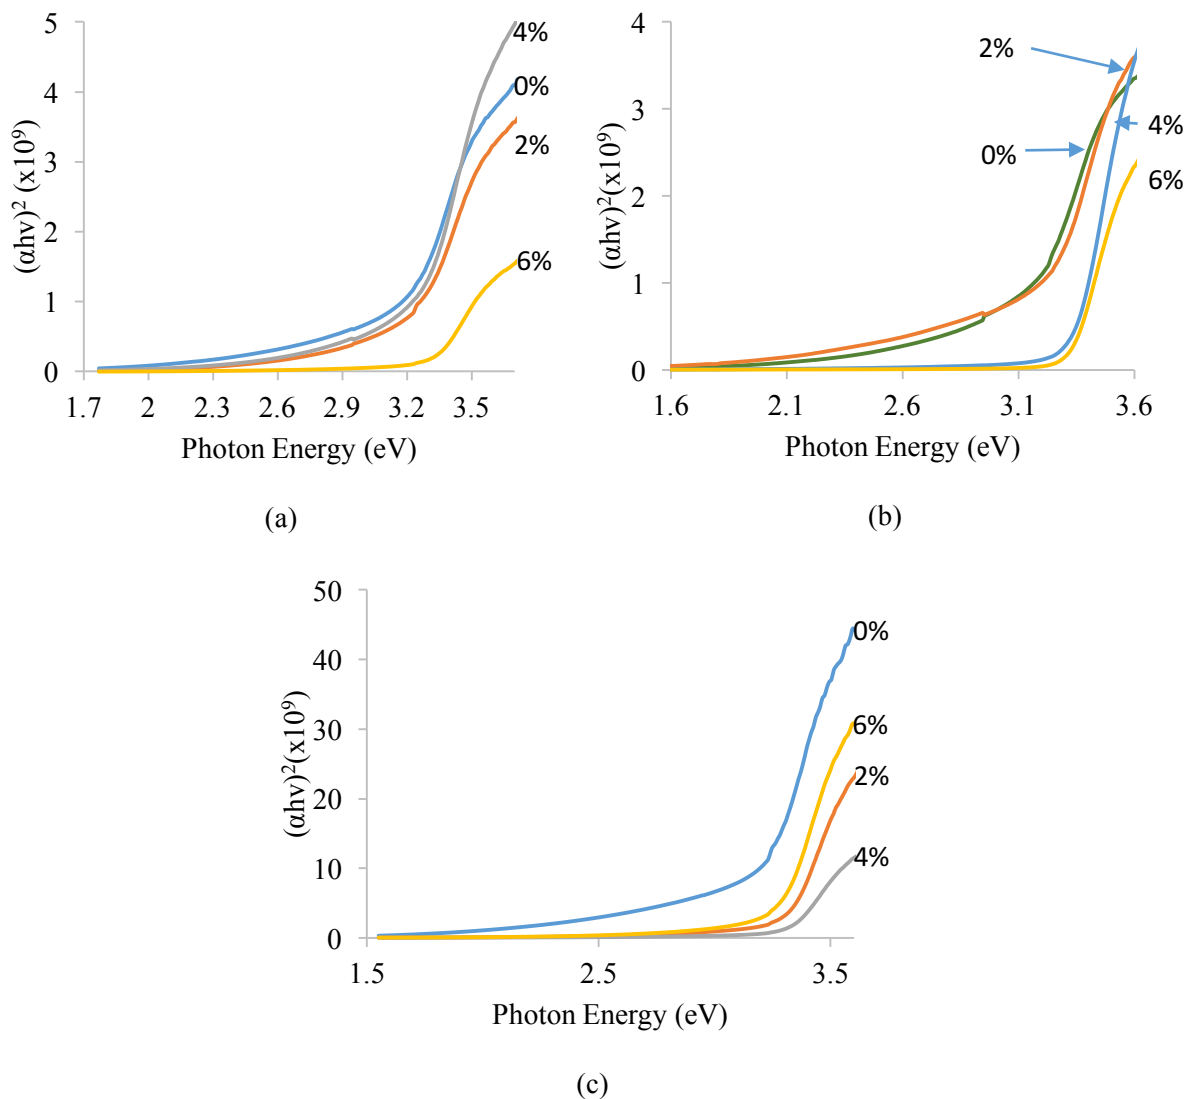 (αhν)² (x10⁹)
5
4
3
2
1
0
4%
0%
2%
6%
1.7 2 2.3 2.6 2.9 3.2 3.5
Photon Energy (eV)
(a)
(αhν)²(x10⁹)
4
3
2
1
0
2%
4%
0%
6%
1.6 2.1 2.6 3.1 3.6
Photon Energy (eV)
(b)
(αhν)²(x10⁹)
50
40
30
20
10
0
0%
6%
2%
4%
1.5 2.5 3.5
Photon Energy (eV)
(c)